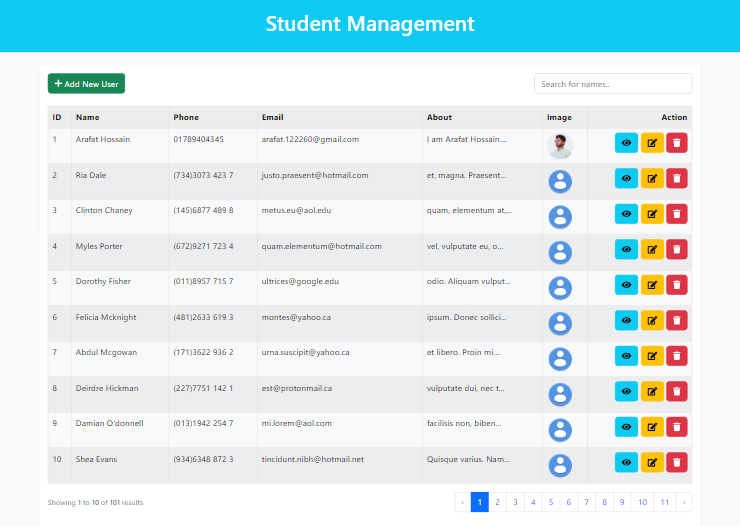 Student Management
Add New User Search for names..
ID Name Phone Email About Image Action
1 Arafat Hossain 01789404345 arafat.122260@gmail.com I am Arafat Hossain....
2 Ria Dale (734)3073 423 7 justo.praesent@hotmail.com et, magna. Praesent...
3 Clinton Chaney (145)6877 489 8 metus.eu@aol.edu quam, elementum at,...
4 Myles Porter (672)9271 723 4 quam.elementum@hotmail.com vel, vulputate eu, o...
5 Dorothy Fisher (011)8957 715 7 ultrices@google.edu odio. Aliquam vulput...
6 Felicia Mcknight (481)2633 619 3 montes@yahoo.ca ipsum. Donec sollici...
7 Abdul Mcgowan (171)3622 936 2 urna.suscipit@yahoo.ca et libero. Proin mi....
8 Deirdre Hickman (227)7751 142 1 est@protonmail.ca vulputate dui, nec t...
9 Damian O'donnell (013)1942 254 7 mi.lorem@aol.com facilisis non, biben...
10 Shea Evans (934)6348 872 3 tincidunt.nibh@hotmail.net Quisque varius. Nam...
Showing 1 to 10 of 101 results ‹ 1 2 3 4 5 6 7 8 9 10 11 ›